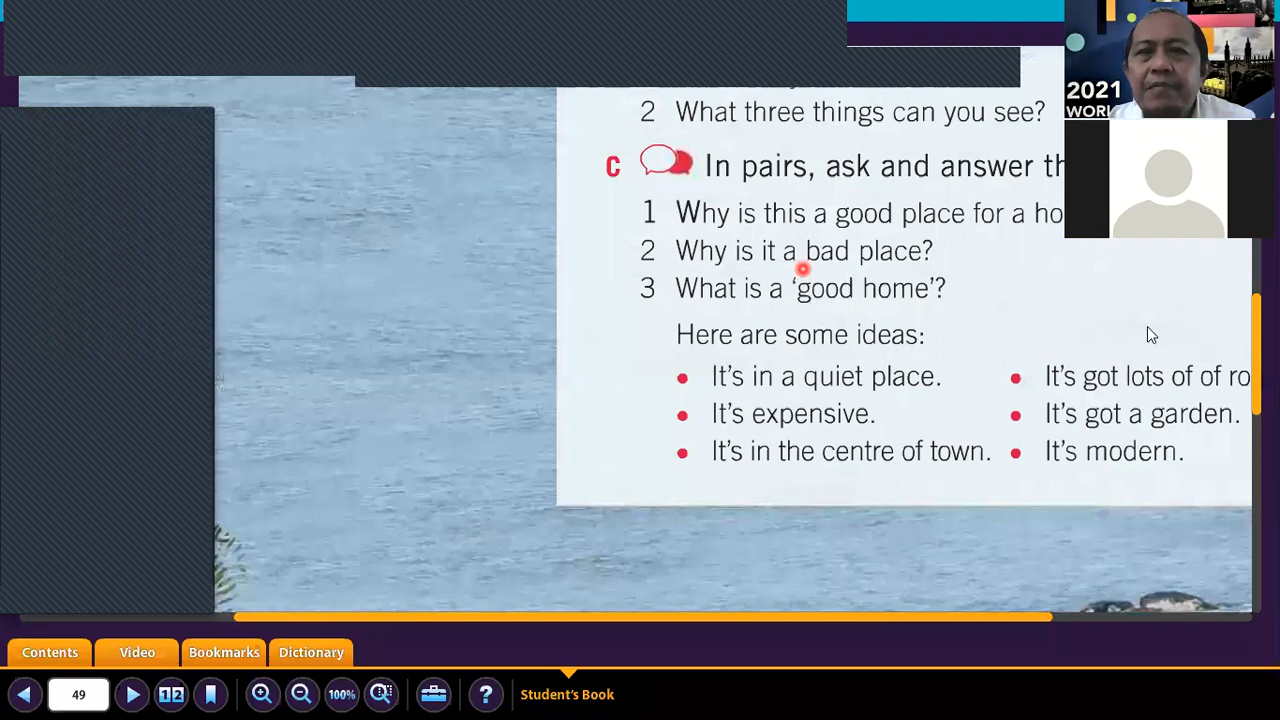 2021
WORL
2 What three things can you see?
C In pairs, ask and answer th
1 Why is this a good place for a ho
2 Why is it a bad place?
3 What is a ‘good home’?
Here are some ideas:
• It's in a quiet place.
• It's got lots of of ro
• It's expensive.
• It's got a garden.
• It's in the centre of town.
• It's modern.
Contents Video Bookmarks Dictionary
49 12 100% ? Student's Book